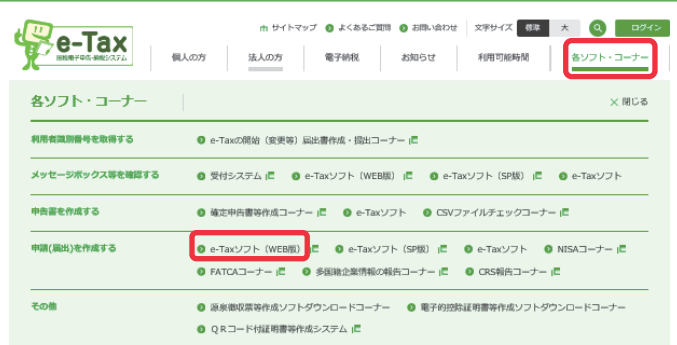 サイトマップ よくあるご質問 お問い合わせ 文字サイズ 標準 大 ログイン
e-Tax
国税電子申告・納税システム
個人の方 法人の方 電子納税 お知らせ 利用可能時間 各ソフト・コーナー
各ソフト・コーナー × 閉じる
利用者識別番号を取得する e-Taxの開始（変更等）届出書作成・提出コーナー
メッセージボックス等を確認する 受付システム e-Taxソフト（WEB版） e-Taxソフト（SP版） e-Taxソフト
申告書を作成する 確定申告書等作成コーナー e-Taxソフト CSVファイルチェックコーナー
申請(届出)を作成する e-Taxソフト（WEB版） e-Taxソフト（SP版） e-Taxソフト NISAコーナー
FATCAコーナー 多国籍企業情報の報告コーナー CRS報告コーナー
その他 源泉徴収票等作成ソフトダウンロードコーナー 電子的控除証明書等作成ソフトダウンロードコーナー
ＱＲコード付証明書等作成システム